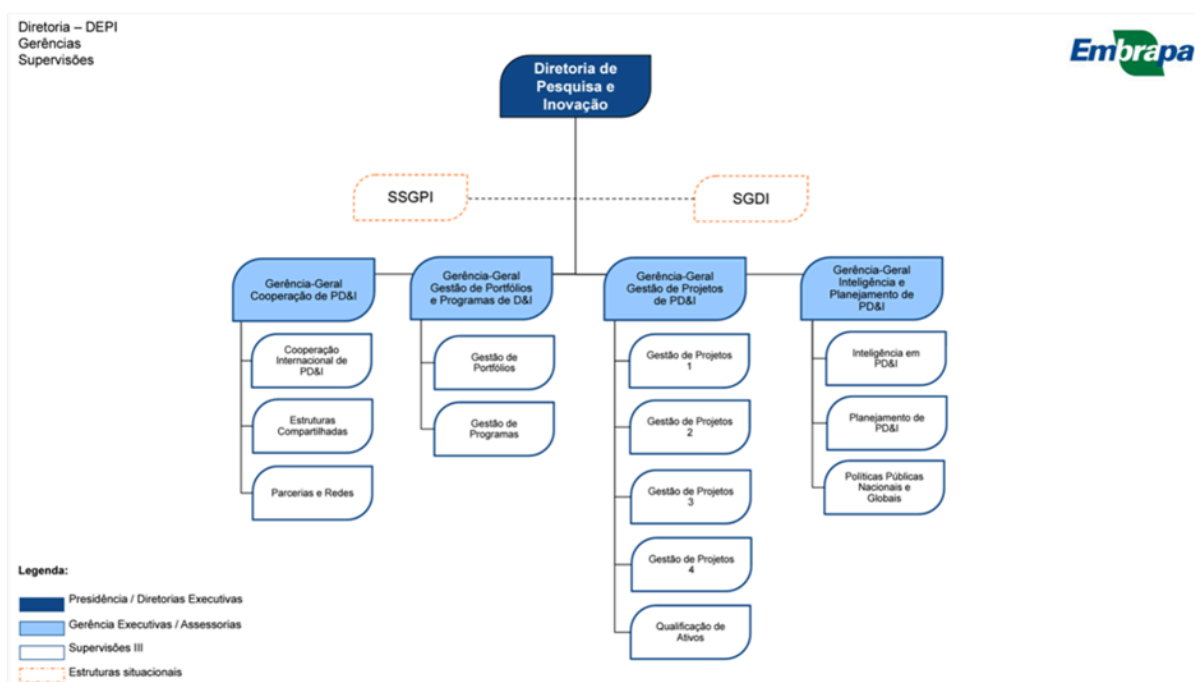 Diretoria – DEPI
Gerências
Supervisões
Embrapa
Diretoria de
Pesquisa e
Inovação
SSGPI
SGDI
Gerência-Geral
Cooperação de PD&I
Gerência-Geral
Gestão de Portfólios
e Programas de D&I
Gerência-Geral
Gestão de Projetos
de PD&I
Gerência-Geral
Inteligência e
Planejamento de
PD&I
Cooperação
Internacional de
PD&I
Estruturas
Compartilhadas
Parcerias e Redes
Gestão de
Portfólios
Gestão de
Programas
Gestão de Projetos
1
Gestão de Projetos
2
Gestão de Projetos
3
Gestão de Projetos
4
Qualificação de
Ativos
Inteligência em
PD&I
Planejamento de
PD&I
Políticas Públicas
Nacionais e
Globais
Legenda:
Presidência / Diretorias Executivas
Gerência Executivas / Assessorias
Supervisões III
Estruturas situacionais